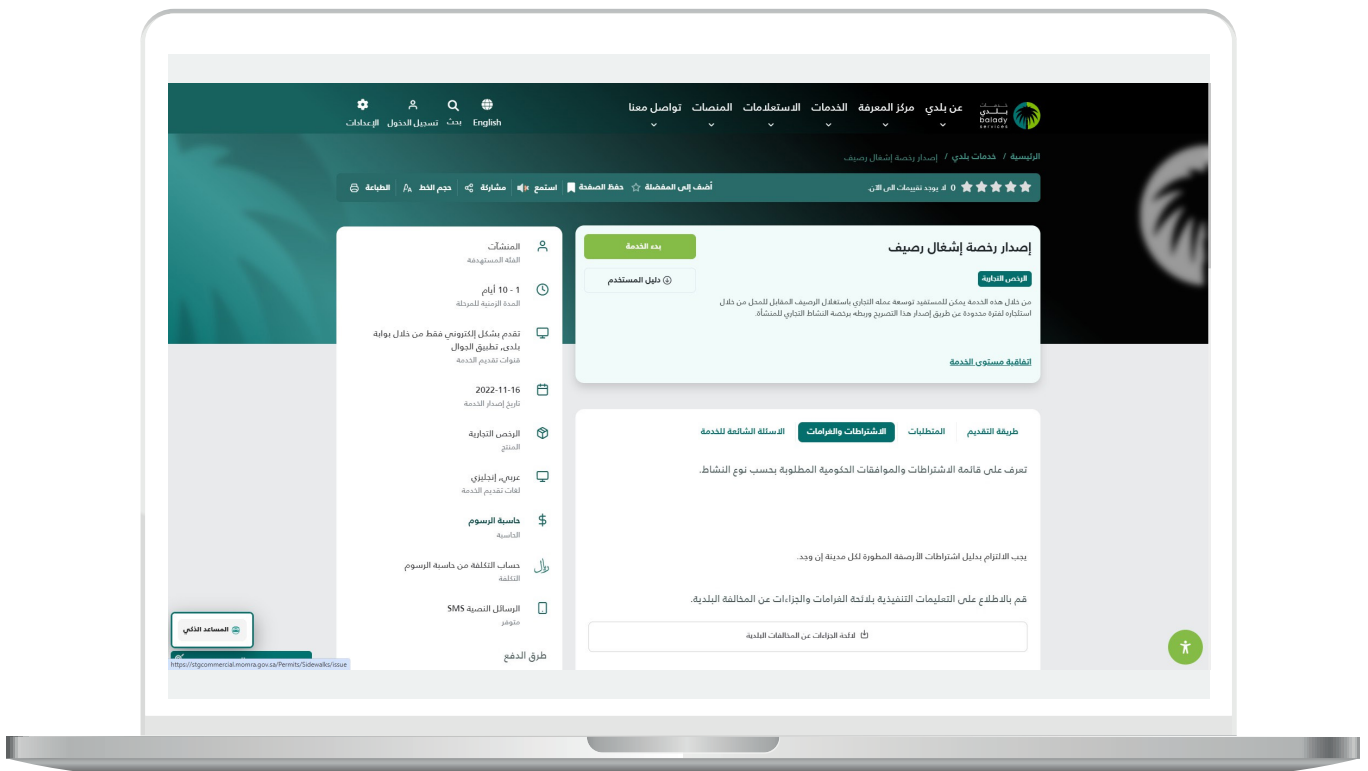 خدمات
بلدي
balady
services
عن بلدي مركز المعرفة الخدمات الاستعلامات المنصات تواصل معنا
English بحث تسجيل الدخول الإعدادات
الرئيسية / خدمات بلدي / إصدار رخصة إشغال رصيف
0 لا يوجد تقييمات الى الآن.
أضف إلى المفضلة حفظ الصفحة استمع مشاركة حجم الخط الطباعة
إصدار رخصة إشغال رصيف
بدء الخدمة
دليل المستخدم
الرخص التجارية
من خلال هذه الخدمة يمكن للمستفيد توسعة عمله التجاري باستغلال الرصيف المقابل للمحل من خلال
استئجاره لفترة محدودة عن طريق إصدار هذا التصريح وربطه برخصة النشاط التجاري للمنشأة.
اتفاقية مستوى الخدمة
طريقة التقديم المتطلبات الاشتراطات والغرامات الاسئلة الشائعة للخدمة
تعرف على قائمة الاشتراطات والموافقات الحكومية المطلوبة بحسب نوع النشاط.
يجب الالتزام بدليل اشتراطات الأرصفة المطورة لكل مدينة إن وجد.
قم بالاطلاع على التعليمات التنفيذية بلائحة الغرامات والجزاءات عن المخالفة البلدية.
لائحة الجزاءات عن المخالفات البلدية
المنشآت
الفئة المستهدفة
1 - 10 أيام
المدة الزمنية للمرحلة
تقدم بشكل إلكتروني فقط من خلال بوابة
بلدي, تطبيق الجوال
قنوات تقديم الخدمة
2022-11-16
تاريخ إصدار الخدمة
الرخص التجارية
المنتج
عربي, إنجليزي
لغات تقديم الخدمة
حاسبة الرسوم
الحاسبة
حساب التكلفة من حاسبة الرسوم
التكلفة
الرسائل النصية SMS
متوفر
طرق الدفع
المساعد الذكي
https://stgcommercial.momra.gov.sa/Permits/Sidewalks/issue